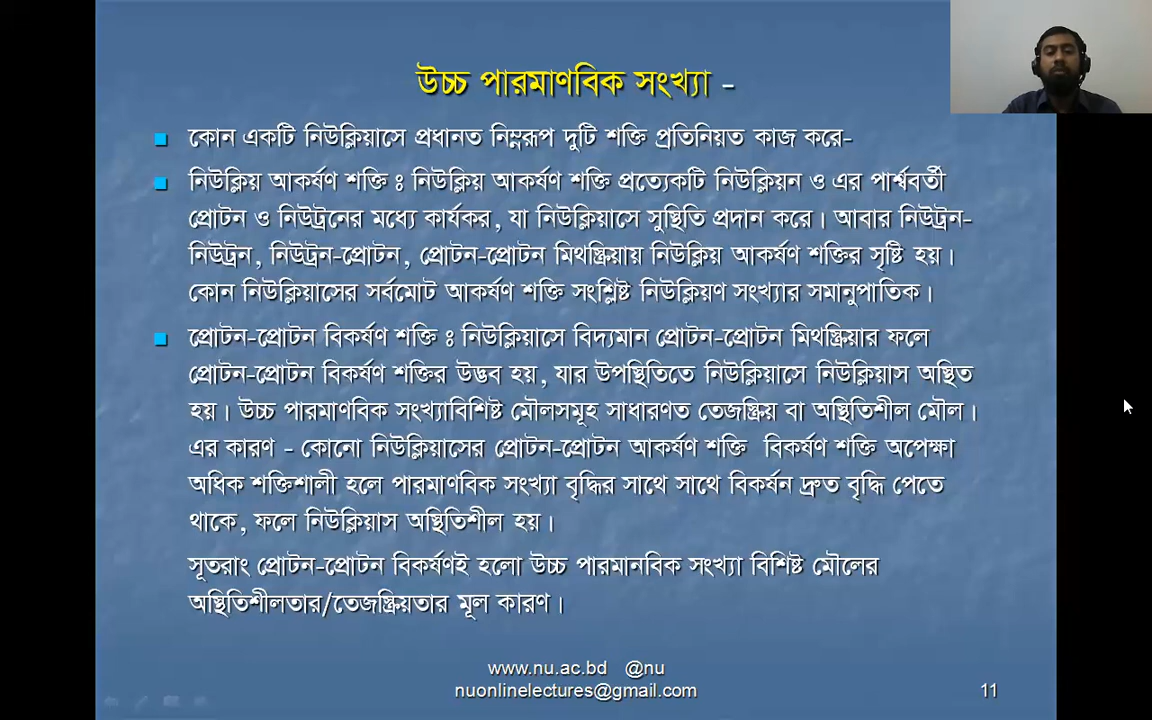 উচ্চ পারমাণবিক সংখ্যা -
কোন একটি নিউক্লিয়াসে প্রধানত নিম্নরূপ দুটি শক্তি প্রতিনিয়ত কাজ করে-
নিউক্লিয় আকর্ষণ শক্তি ঃ নিউক্লিয় আকর্ষণ শক্তি প্রত্যেকটি নিউক্লিয়ন ও এর পার্শ্ববর্তী
প্রোটন ও নিউট্রনের মধ্যে কার্যকর, যা নিউক্লিয়াসে সুস্থিতি প্রদান করে। আবার নিউট্রন-
নিউট্রন, নিউট্রন-প্রোটন, প্রোটন-প্রোটন মিথস্ক্রিয়ায় নিউক্লিয় আকর্ষণ শক্তির সৃষ্টি হয়।
কোন নিউক্লিয়াসের সর্বমোট আকর্ষণ শক্তি সংশ্লিষ্ট নিউক্লিয়ণ সংখ্যার সমানুপাতিক।
প্রোটন-প্রোটন বিকর্ষণ শক্তি ঃ নিউক্লিয়াসে বিদ্যমান প্রোটন-প্রোটন মিথস্ক্রিয়ার ফলে
প্রোটন-প্রোটন বিকর্ষণ শক্তির উদ্ভব হয়, যার উপস্থিতিতে নিউক্লিয়াসে নিউক্লিয়াস অস্থিত
হয়। উচ্চ পারমাণবিক সংখ্যাবিশিষ্ট মৌলসমূহ সাধারণত তেজস্ক্রিয় বা অস্থিতিশীল মৌল।
এর কারণ - কোনো নিউক্লিয়াসের প্রোটন-প্রোটন আকর্ষণ শক্তি বিকর্ষণ শক্তি অপেক্ষা
অধিক শক্তিশালী হলে পারমাণবিক সংখ্যা বৃদ্ধির সাথে সাথে বিকর্ষন দ্রুত বৃদ্ধি পেতে
থাকে, ফলে নিউক্লিয়াস অস্থিতিশীল হয়।
সূতরাং প্রোটন-প্রোটন বিকর্ষণই হলো উচ্চ পারমানবিক সংখ্যা বিশিষ্ট মৌলের
অস্থিতিশীলতার/তেজস্ক্রিয়তার মূল কারণ।
www.nu.ac.bd @nu
nuonlinelectures@gmail.com
11